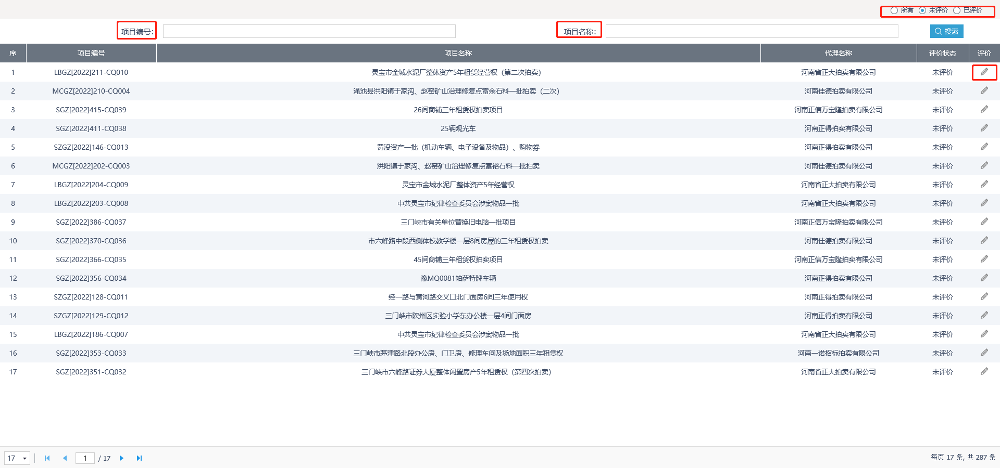 所有 未评价 已评价
项目编号: 项目名称: 搜索
序 项目编号 项目名称 代理名称 评价状态 评价
1 LBGZ[2022]211-CQ010 灵宝市金城水泥厂整体资产5年租赁经营权（第二次拍卖） 河南省正大拍卖有限公司 未评价
2 MCGZ[2022]210-CQ004 渑池县洪阳镇于家沟、赵窑矿山治理修复点富余石料一批拍卖（二次） 河南佳德拍卖有限公司 未评价
3 SGZ[2022]415-CQ039 26间商铺三年租赁权拍卖项目 河南正信万宝隆拍卖有限公司 未评价
4 SGZ[2022]411-CQ038 25辆观光车 河南正得拍卖有限公司 未评价
5 SZGZ[2022]146-CQ013 罚没资产一批（机动车辆、电子设备及物品）、购物券 河南正得拍卖有限公司 未评价
6 MCGZ[2022]202-CQ003 洪阳镇于家沟、赵窑矿山治理修复点富裕石料一批拍卖 河南佳德拍卖有限公司 未评价
7 LBGZ[2022]204-CQ009 灵宝市金城水泥厂整体资产5年经营权 河南省正大拍卖有限公司 未评价
8 LBGZ[2022]203-CQ008 中共灵宝市纪律检查委员会涉案物品一批 河南省正大拍卖有限公司 未评价
9 SGZ[2022]386-CQ037 三门峡市有关单位替换旧电脑一批项目 河南正信万宝隆拍卖有限公司 未评价
10 SGZ[2022]370-CQ036 市六峰路中段西侧体校教学楼一层8间房屋的三年租赁权拍卖 河南佳德拍卖有限公司 未评价
11 SGZ[2022]366-CQ035 45间商铺三年租赁权拍卖项目 河南正信万宝隆拍卖有限公司 未评价
12 SGZ[2022]356-CQ034 豫MQ0081帕萨特牌车辆 河南正得拍卖有限公司 未评价
13 SZGZ[2022]128-CQ011 经一路与黄河路交叉口北门面房6间三年使用权 河南正得拍卖有限公司 未评价
14 SZGZ[2022]129-CQ012 三门峡市陕州区实验小学东办公楼一层4间门面房 河南正得拍卖有限公司 未评价
15 LBGZ[2022]186-CQ007 中共灵宝市纪律检查委员会涉案物品一批 河南省正大拍卖有限公司 未评价
16 SGZ[2022]353-CQ033 三门峡市茅津路北段办公房、门卫房、修理车间及场地面积三年租赁权 河南一诺招标拍卖有限公司 未评价
17 SGZ[2022]351-CQ032 三门峡市六峰路证券大厦整体闲置房产5年租赁权（第四次拍卖） 河南省正大拍卖有限公司 未评价
17 1 / 17 每页 17 条, 共 287 条